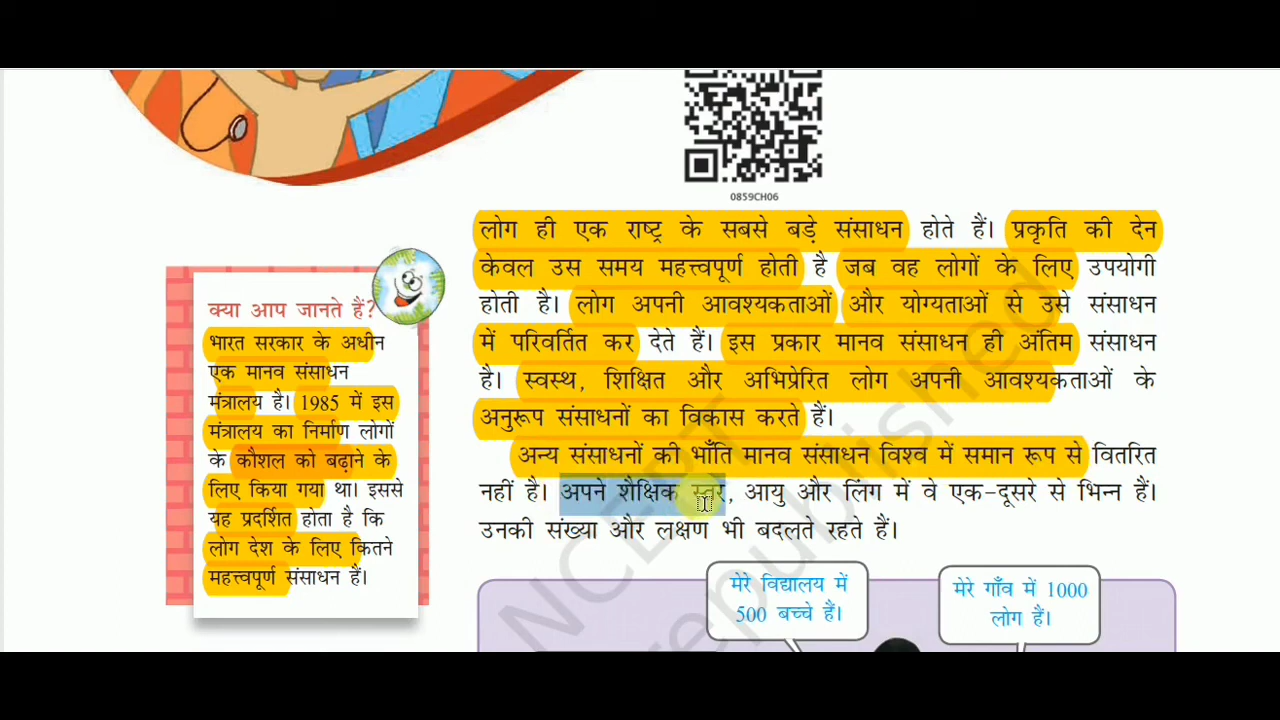 0859CH06
लोग ही एक राष्ट्र के सबसे बड़े संसाधन होते हैं। प्रकृति की देन
केवल उस समय महत्त्वपूर्ण होती है जब वह लोगों के लिए उपयोगी
होती है। लोग अपनी आवश्यकताओं और योग्यताओं से उसे संसाधन
में परिवर्तित कर देते हैं। इस प्रकार मानव संसाधन ही अंतिम संसाधन
है। स्वस्थ, शिक्षित और अभिप्रेरित लोग अपनी आवश्यकताओं के
अनुरूप संसाधनों का विकास करते हैं।
अन्य संसाधनों की भाँति मानव संसाधन विश्व में समान रूप से वितरित
नहीं है। अपने शैक्षिक स्तर, आयु और लिंग में वे एक-दूसरे से भिन्न हैं।
उनकी संख्या और लक्षण भी बदलते रहते हैं।
क्या आप जानते हैं?
भारत सरकार के अधीन
एक मानव संसाधन
मंत्रालय है। 1985 में इस
मंत्रालय का निर्माण लोगों
के कौशल को बढ़ाने के
लिए किया गया था। इससे
यह प्रदर्शित होता है कि
लोग देश के लिए कितने
महत्त्वपूर्ण संसाधन हैं।
मेरे विद्यालय में
500 बच्चे हैं।
मेरे गाँव में 1000
लोग हैं।
NCERT
republished